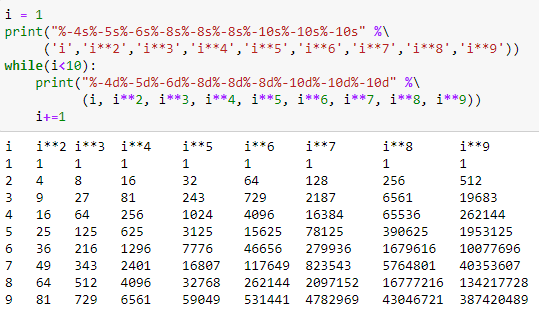 i = 1
print("%-4s%-5s%-6s%-8s%-8s%-8s%-10s%-10s%-10s" %\
     ('i','i**2','i**3','i**4','i**5','i**6','i**7','i**8','i**9'))
while(i<10):
    print("%-4d%-5d%-6d%-8d%-8d%-8d%-10d%-10d%-10d" %\
          (i, i**2, i**3, i**4, i**5, i**6, i**7, i**8, i**9))
    i+=1
i   i**2 i**3  i**4    i**5    i**6    i**7      i**8      i**9
1   1    1     1       1       1       1         1         1
2   4    8     16      32      64      128       256       512
3   9    27    81      243     729     2187      6561      19683
4   16   64    256     1024    4096    16384     65536     262144
5   25   125   625     3125    15625   78125     390625    1953125
6   36   216   1296    7776    46656   279936    1679616   10077696
7   49   343   2401    16807   117649  823543    5764801   40353607
8   64   512   4096    32768   262144  2097152   16777216  134217728
9   81   729   6561    59049   531441  4782969   43046721  387420489